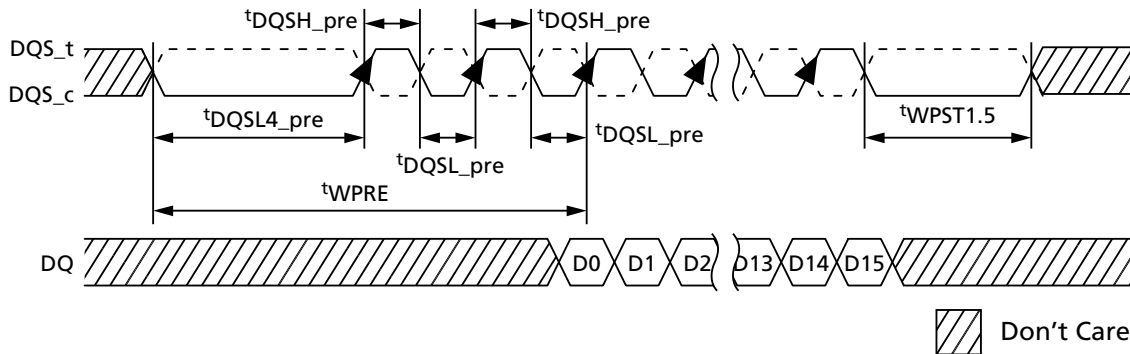 tDQSH_pre tDQSH_pre
DQS_t
DQS_c
tDQSL4_pre tDQSL_pre tWPST1.5
tDQSL_pre
tWPRE
DQ D0 D1 D2 D13 D14 D15
Don't Care